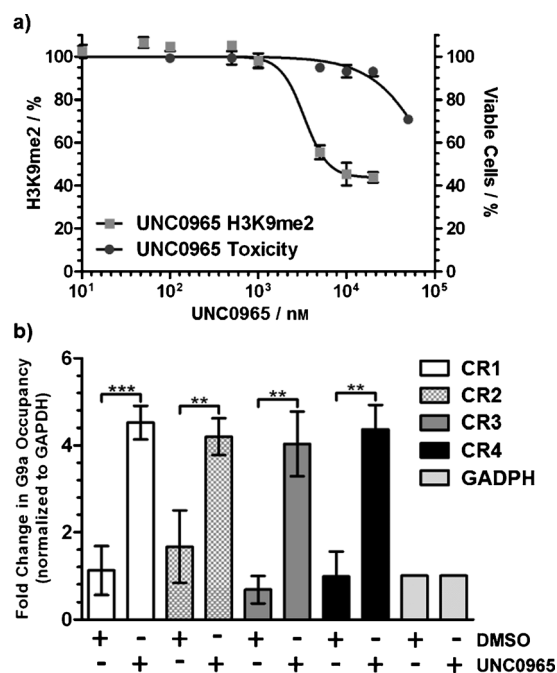 a)
100
80
60
40
20
0
H3K9me2 / %
UNC0965 H3K9me2
UNC0965 Toxicity
100
80
60
40
20
0
Viable Cells / %
10¹ 10² 10³ 10⁴ 10⁵
UNC0965 / nM
b)
6
4
2
0
Fold Change in G9a Occupancy
(normalized to GAPDH)
*** ** ** **
CR1
CR2
CR3
CR4
GADPH
+ - + - + - + - + - DMSO
- + - + - + - + - + UNC0965